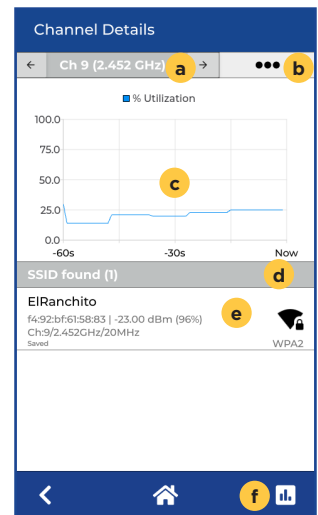 Channel Details
← Ch 9 (2.452 GHz) a → ●●● b
% Utilization
100.0
75.0
50.0
c
25.0
0.0
-60s -30s Now
SSID found (1) d
ElRanchito
f4:92:bf:61:58:83 | -23.00 dBm (96%) e
Ch:9/2.452GHz/20MHz
Saved WPA2
f